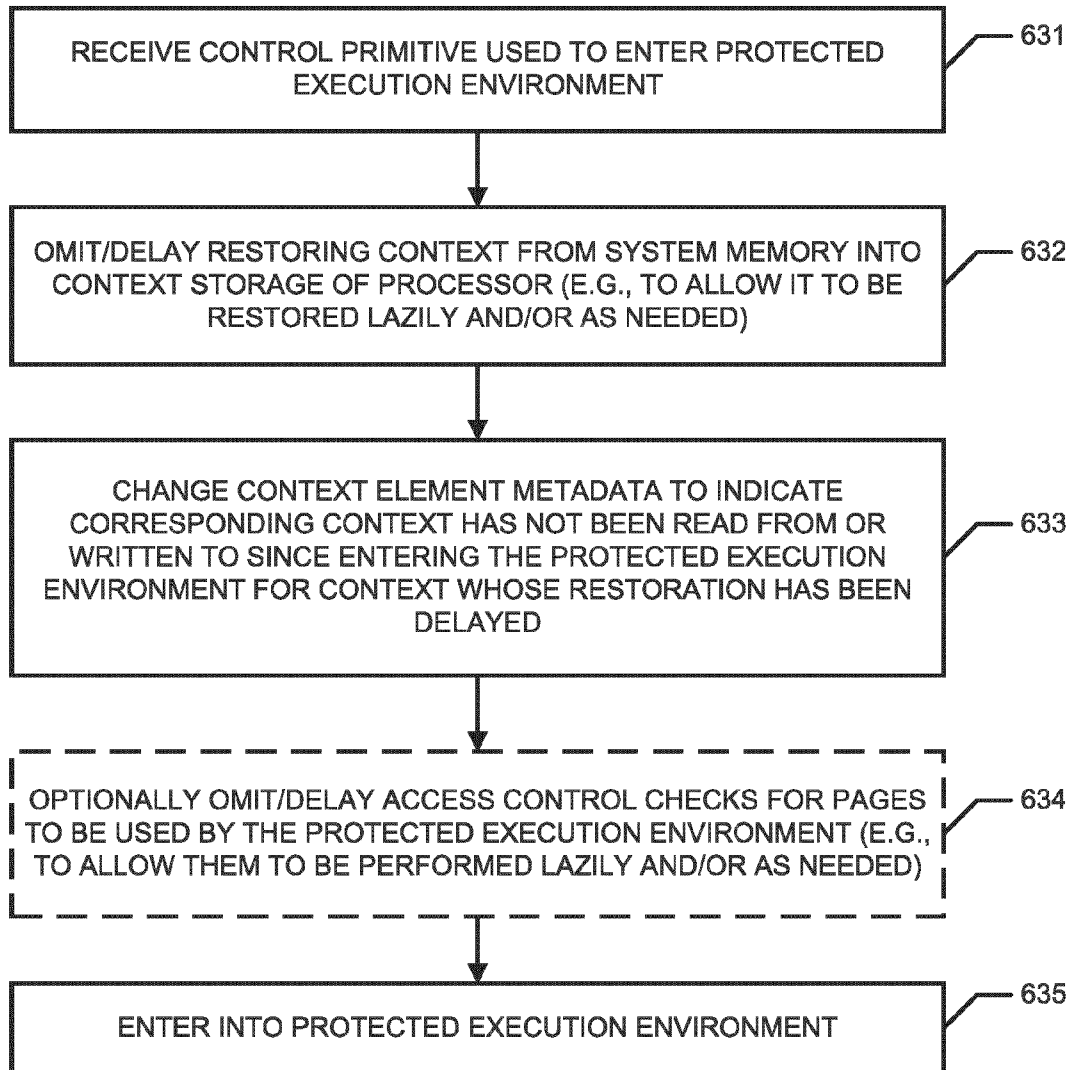 RECEIVE CONTROL PRIMITIVE USED TO ENTER PROTECTED
EXECUTION ENVIRONMENT
631
OMIT/DELAY RESTORING CONTEXT FROM SYSTEM MEMORY INTO
CONTEXT STORAGE OF PROCESSOR (E.G., TO ALLOW IT TO BE
RESTORED LAZILY AND/OR AS NEEDED)
632
CHANGE CONTEXT ELEMENT METADATA TO INDICATE
CORRESPONDING CONTEXT HAS NOT BEEN READ FROM OR
WRITTEN TO SINCE ENTERING THE PROTECTED EXECUTION
ENVIRONMENT FOR CONTEXT WHOSE RESTORATION HAS BEEN
DELAYED
633
OPTIONALLY OMIT/DELAY ACCESS CONTROL CHECKS FOR PAGES
TO BE USED BY THE PROTECTED EXECUTION ENVIRONMENT (E.G.,
TO ALLOW THEM TO BE PERFORMED LAZILY AND/OR AS NEEDED)
634
ENTER INTO PROTECTED EXECUTION ENVIRONMENT
635